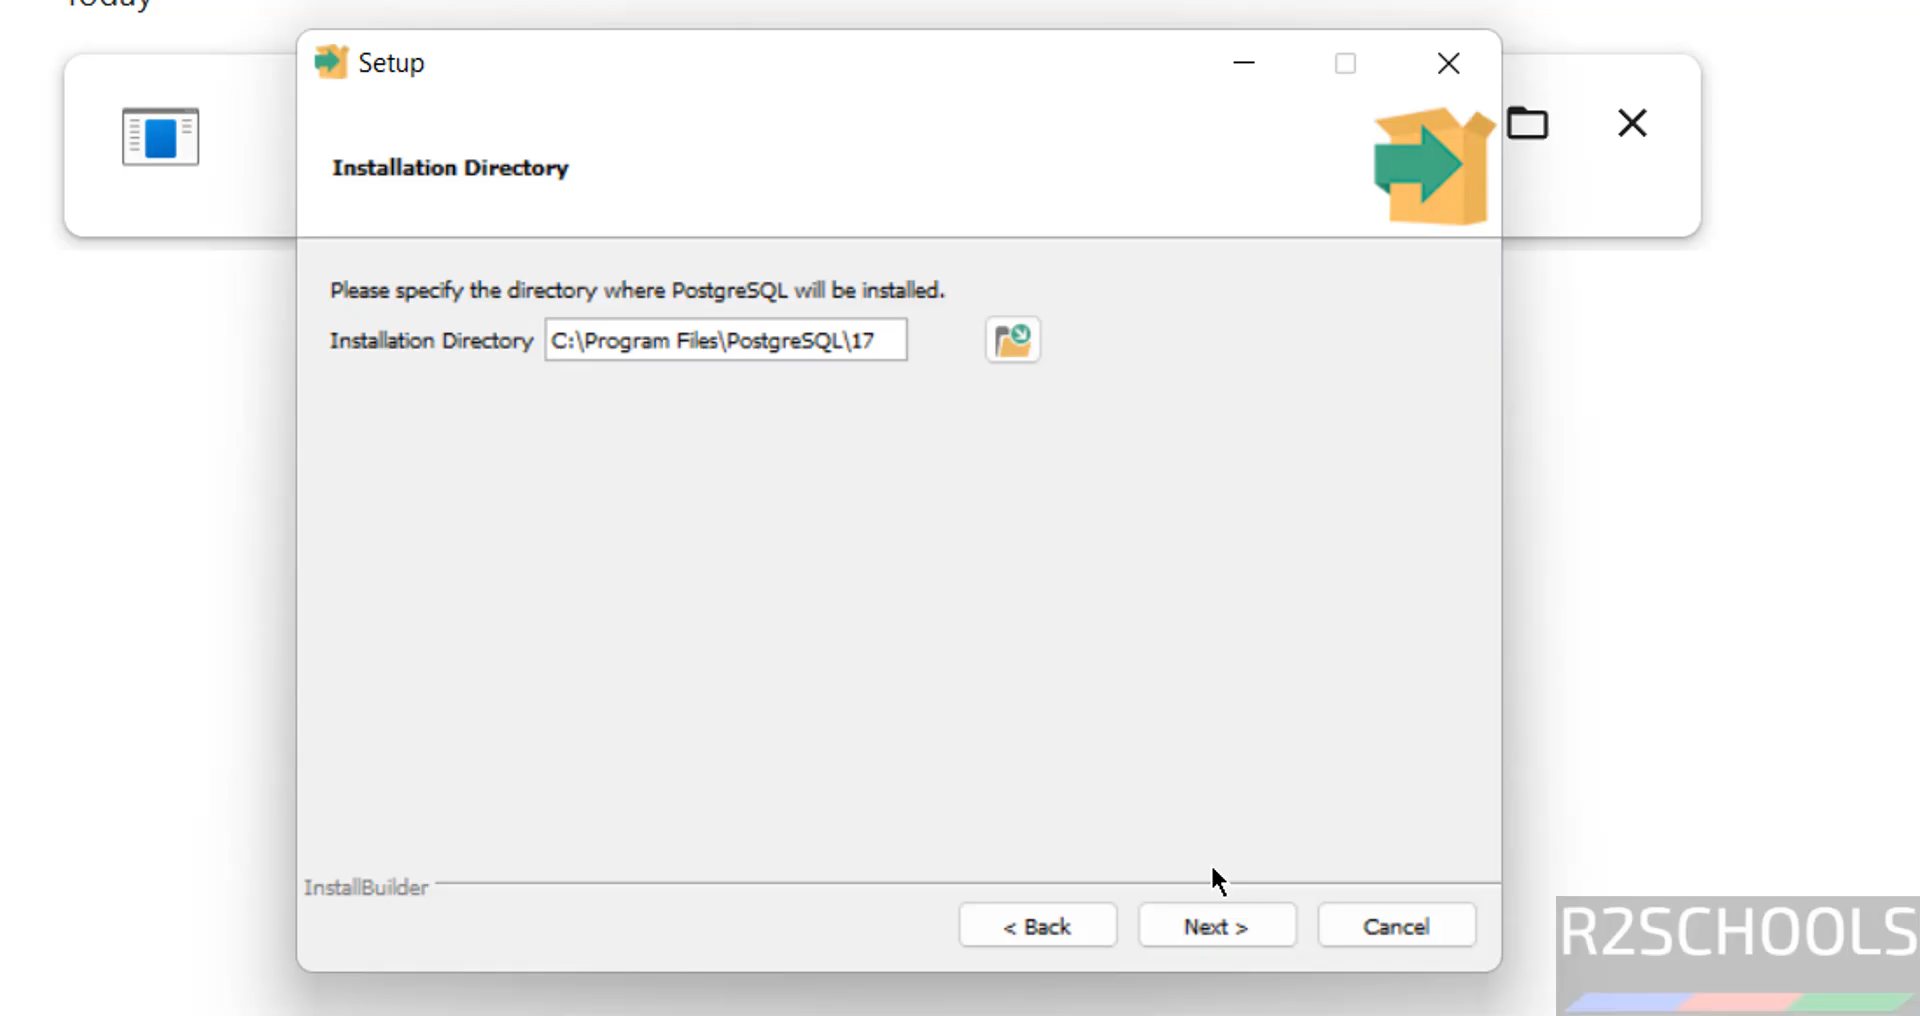 Today
Setup
Installation Directory
Please specify the directory where PostgreSQL will be installed.
Installation Directory C:\Program Files\PostgreSQL\17
InstallBuilder
< Back Next > Cancel
R2SCHOOLS